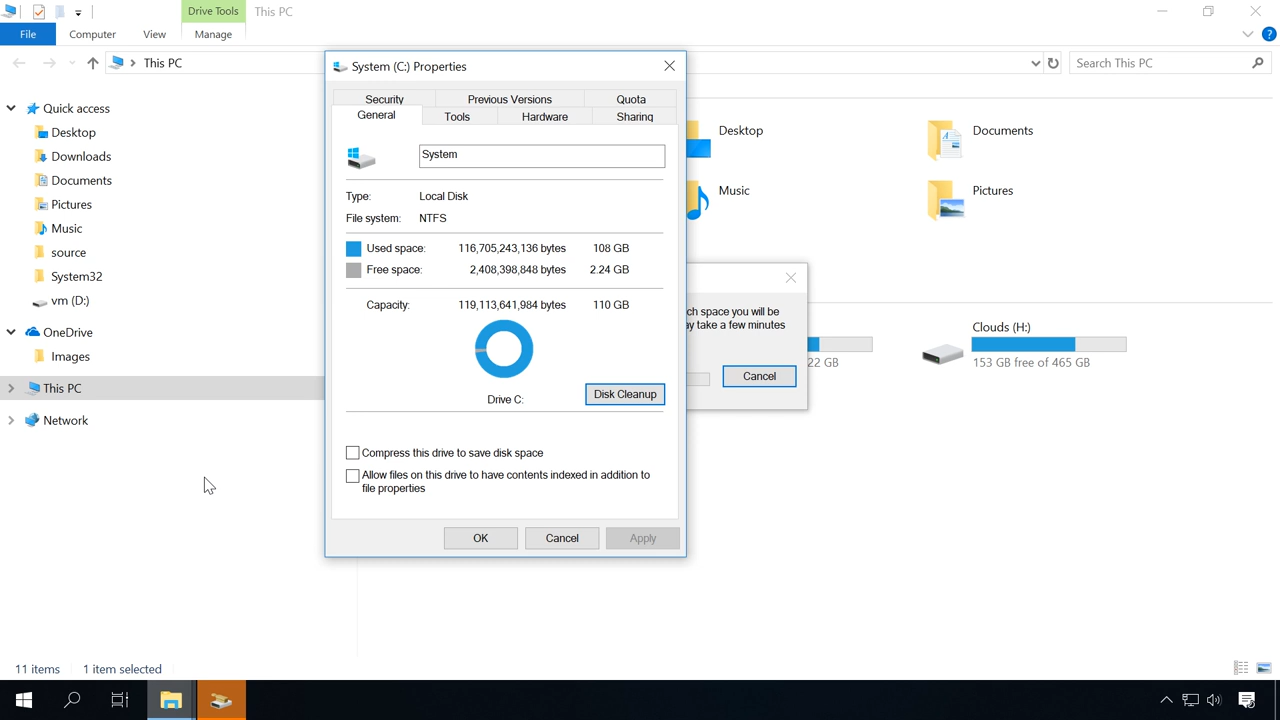 Drive Tools
This PC
File
Computer
View
Manage
This PC
Search This PC
Quick access
Desktop
Downloads
Documents
Pictures
Music
source
System32
vm (D:)
OneDrive
Images
This PC
Network
System (C:) Properties
Security
Previous Versions
Quota
General
Tools
Hardware
Sharing
System
Type: Local Disk
File system: NTFS
Used space: 116,705,243,136 bytes 108 GB
Free space: 2,408,398,848 bytes 2.24 GB
Capacity: 119,113,641,984 bytes 110 GB
Drive C:
Disk Cleanup
Compress this drive to save disk space
Allow files on this drive to have contents indexed in addition to
file properties
OK
Cancel
Apply
Desktop
Documents
Music
Pictures
space you will be
take a few minutes
Cancel
22 GB
Clouds (H:)
153 GB free of 465 GB
11 items
1 item selected